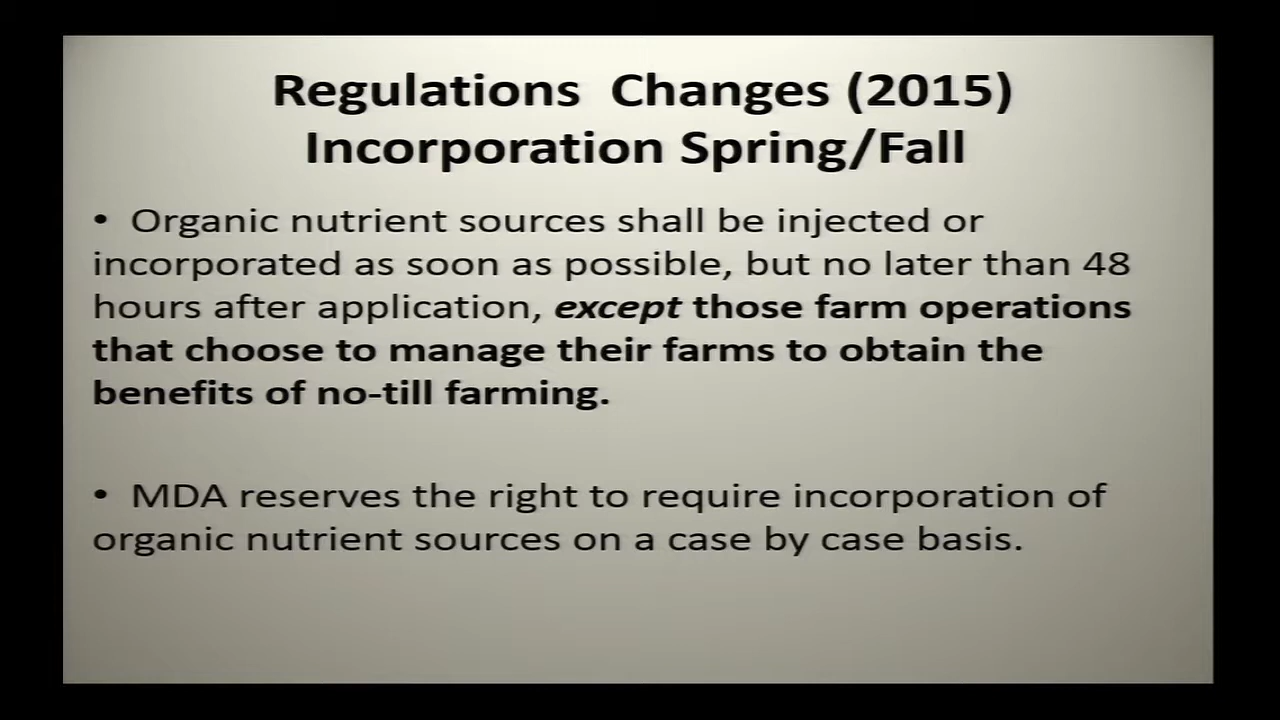 Regulations  Changes (2015)
Incorporation Spring/Fall
• Organic nutrient sources shall be injected or
incorporated as soon as possible, but no later than 48
hours after application, except those farm operations
that choose to manage their farms to obtain the
benefits of no-till farming.
• MDA reserves the right to require incorporation of
organic nutrient sources on a case by case basis.